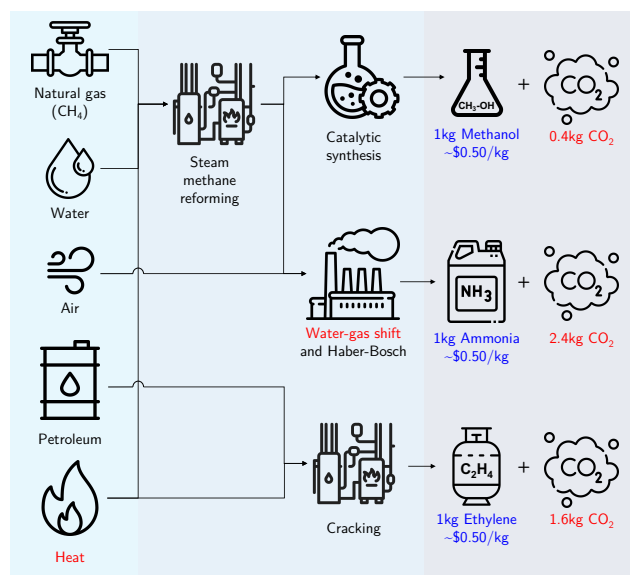 Natural gas
(CH₄)
Water
Air
Petroleum
Heat
Steam
methane
reforming
Catalytic
synthesis
Water-gas shift
and Haber-Bosch
Cracking
CH₃-OH
+
CO₂
1kg Methanol
~$0.50/kg
0.4kg CO₂
NH₃
+
CO₂
1kg Ammonia
~$0.50/kg
2.4kg CO₂
C₂H₄
+
CO₂
1kg Ethylene
~$0.50/kg
1.6kg CO₂